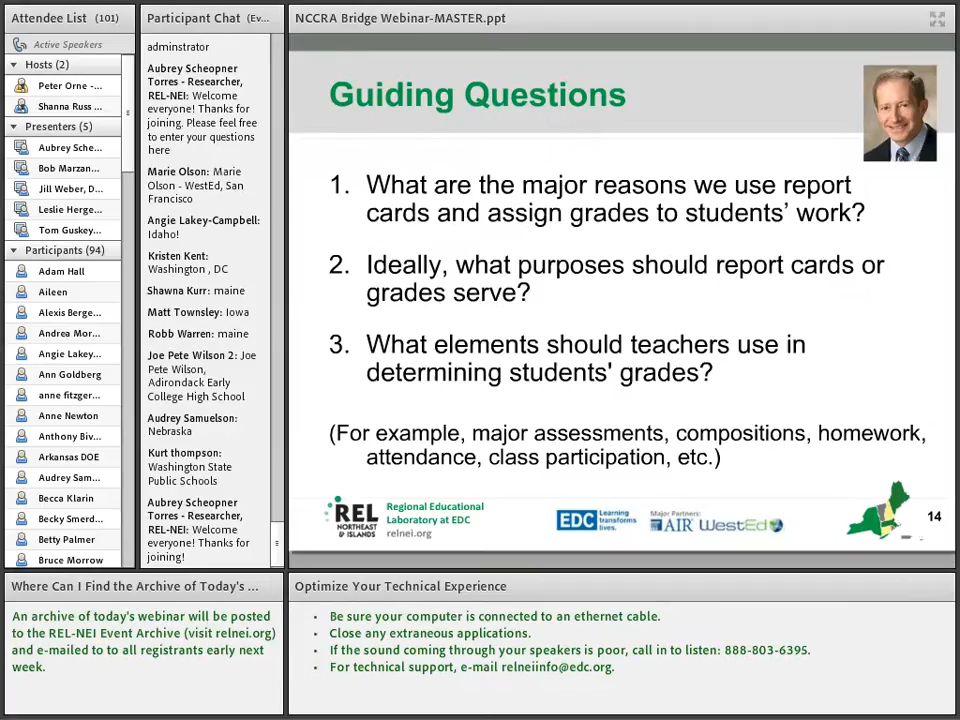 Attendee List (101)
Active Speakers
Hosts (2)
Peter Orne -...
Shanna Russ ...
Presenters (5)
Aubrey Sche...
Bob Marzan...
Jill Weber, D...
Leslie Herge...
Tom Guskey...
Participants (94)
Adam Hall
Aileen
Alexis Berge...
Andrea Mor...
Angie Lakey...
Ann Goldberg
anne fitzger...
Anne Newton
Anthony Biv...
Arkansas DOE
Audrey Sam...
Becca Klarin
Becky Smerd...
Betty Palmer
Bruce Morrow
Participant Chat (Ev...
adminstrator
Aubrey Scheopner
Torres - Researcher,
REL-NEI: Welcome
everyone! Thanks for
joining. Please feel free
to enter your questions
here
Marie Olson: Marie
Olson - WestEd, San
Francisco
Angie Lakey-Campbell:
Idaho!
Kristen Kent:
Washington , DC
Shawna Kurr: maine
Matt Townsley: Iowa
Robb Warren: maine
Joe Pete Wilson 2: Joe
Pete Wilson,
Adirondack Early
College High School
Audrey Samuelson:
Nebraska
Kurt thompson:
Washington State
Public Schools
Aubrey Scheopner
Torres - Researcher,
REL-NEI: Welcome
everyone! Thanks for
joining!
NCCRA Bridge Webinar-MASTER.ppt
Guiding Questions
1. What are the major reasons we use report
cards and assign grades to students’ work?
2. Ideally, what purposes should report cards or
grades serve?
3. What elements should teachers use in
determining students' grades?
(For example, major assessments, compositions, homework,
attendance, class participation, etc.)
REL
NORTHEAST
& ISLANDS
Regional Educational
Laboratory at EDC
relnei.org
EDC
Learning
transforms
lives.
Major Partners:
AIR WestEd
14
Where Can I Find the Archive of Today's ...
An archive of today's webinar will be posted
to the REL-NEI Event Archive (visit relnei.org)
and e-mailed to to all registrants early next
week.
Optimize Your Technical Experience
• Be sure your computer is connected to an ethernet cable.
• Close any extraneous applications.
• If the sound coming through your speakers is poor, call in to listen: 888-803-6395.
• For technical support, e-mail relneiinfo@edc.org.